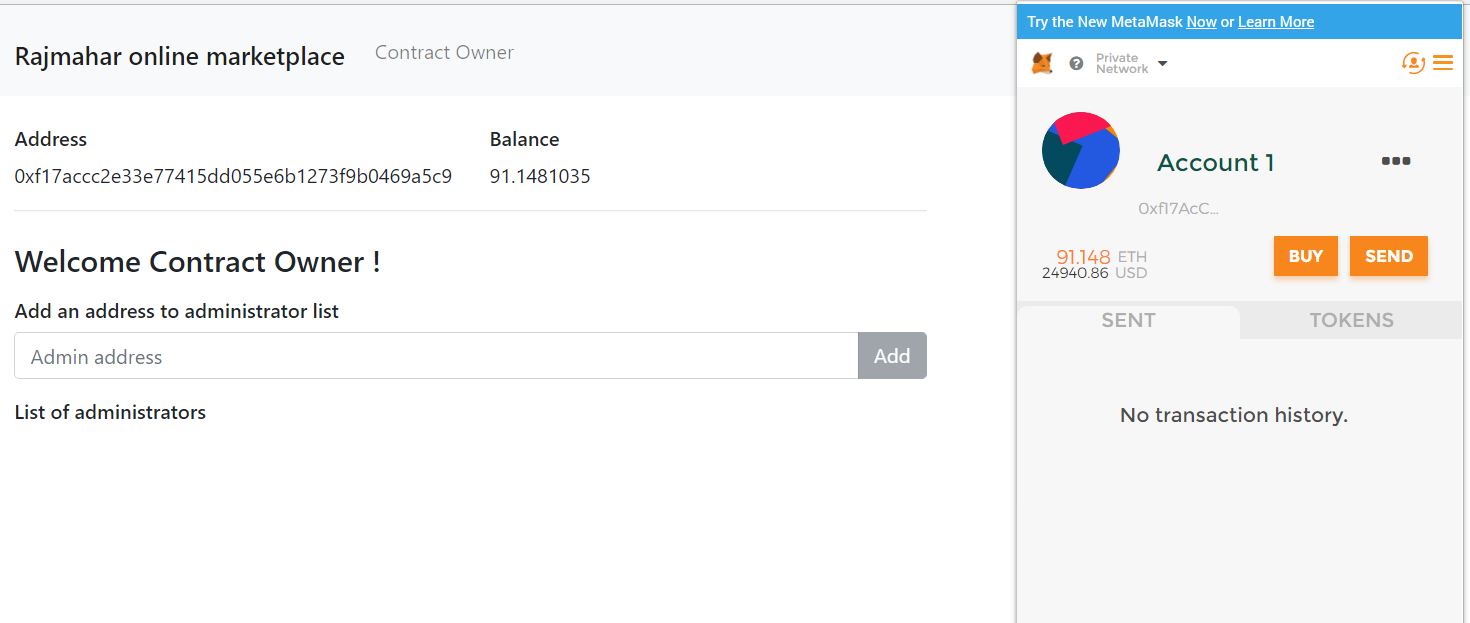 Rajmahar online marketplace
Contract Owner
Address
Balance
0xf17accc2e33e77415dd055e6b1273f9b0469a5c9
91.1481035
Welcome Contract Owner !
Add an address to administrator list
Admin address
Add
List of administrators
Try the New MetaMask Now or Learn More
?
Private
Network
Account 1
0xf17AcC...
91.148 ETH
24940.86 USD
BUY
SEND
SENT
TOKENS
No transaction history.